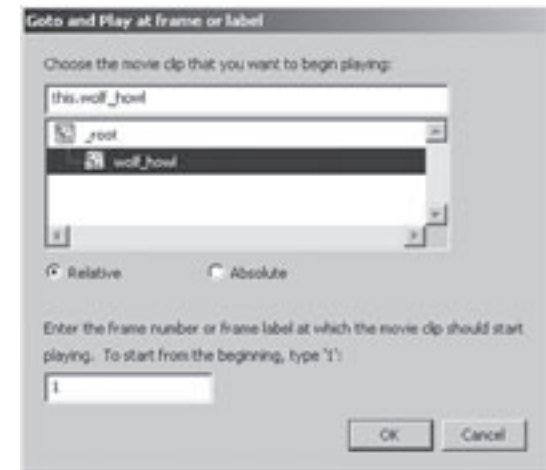 Goto and Play at frame or label
Choose the movie clip that you want to begin playing:
this.wolf_howl
_root
wolf_howl
Relative Absolute
Enter the frame number or frame label at which the movie clip should start
playing. To start from the beginning, type '1':
1
OK Cancel